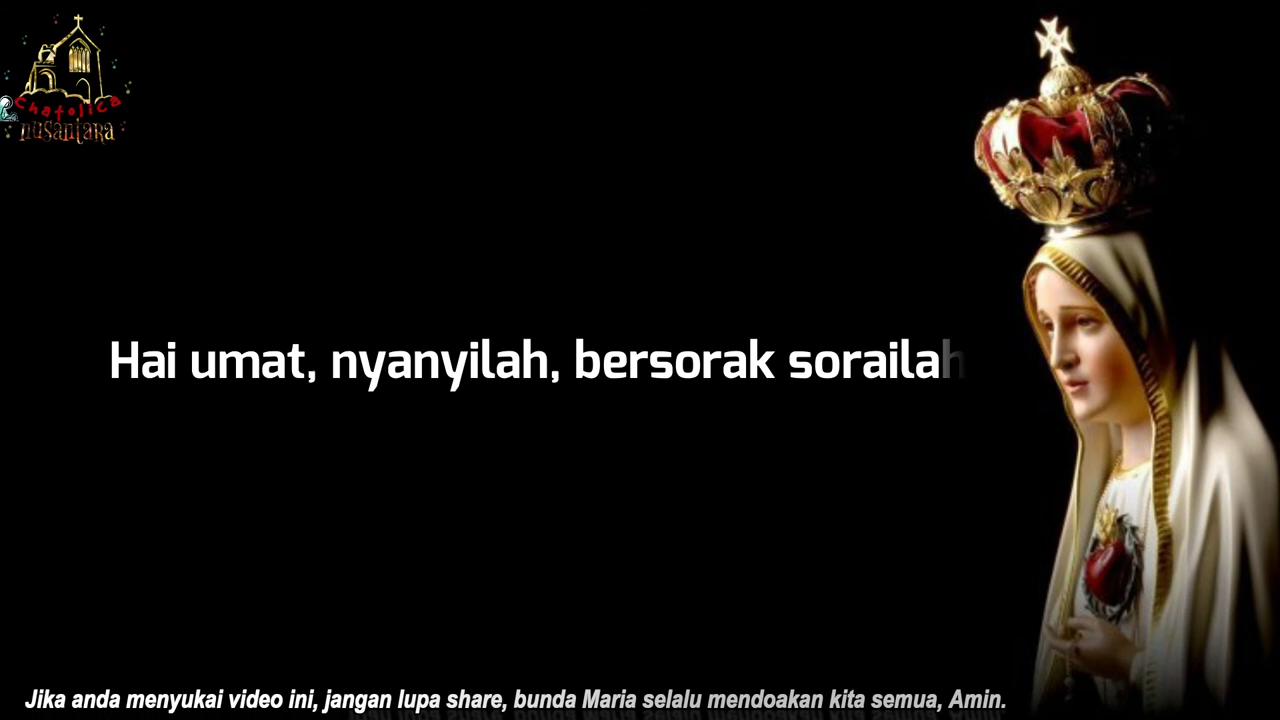 Chatolica
nusantara
Hai umat, nyanyilah, bersorak sorailah
Jika anda menyukai video ini, jangan lupa share, bunda Maria selalu mendoakan kita semua, Amin.